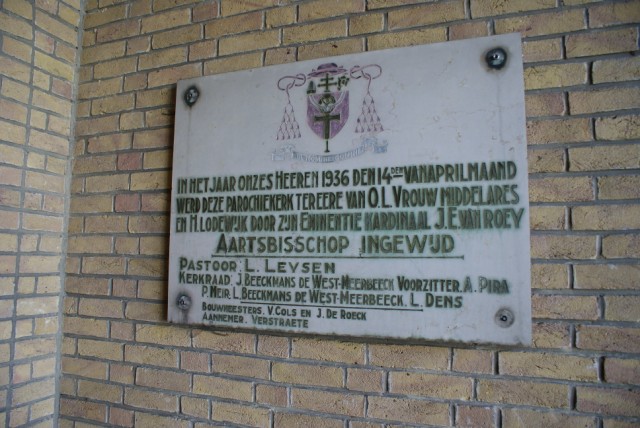 IN HET JAAR ONZES HEEREN 1936 DEN 14DEN VAN APRILMAAND
WERD DEZE PAROCHIEKERK TER EERE VAN O.L. VROUW MIDDELARES
EN H. LODEWIJK DOOR ZIJN EMINENTIE KARDINAAL J.E. VAN ROEY
AARTSBISSCHOP INGEWIJD
PASTOOR: L. LEYSEN
KERKRAAD: J. BEECKMANS DE WEST-MEERBEECK VOORZITTER. A. PIRA
P. NEIR. L. BEECKMANS DE WEST-MEERBEECK. L. DENS
BOUWMEESTERS. V. COLS EN J. DE ROECK
AANNEMER. VERSTRAETE